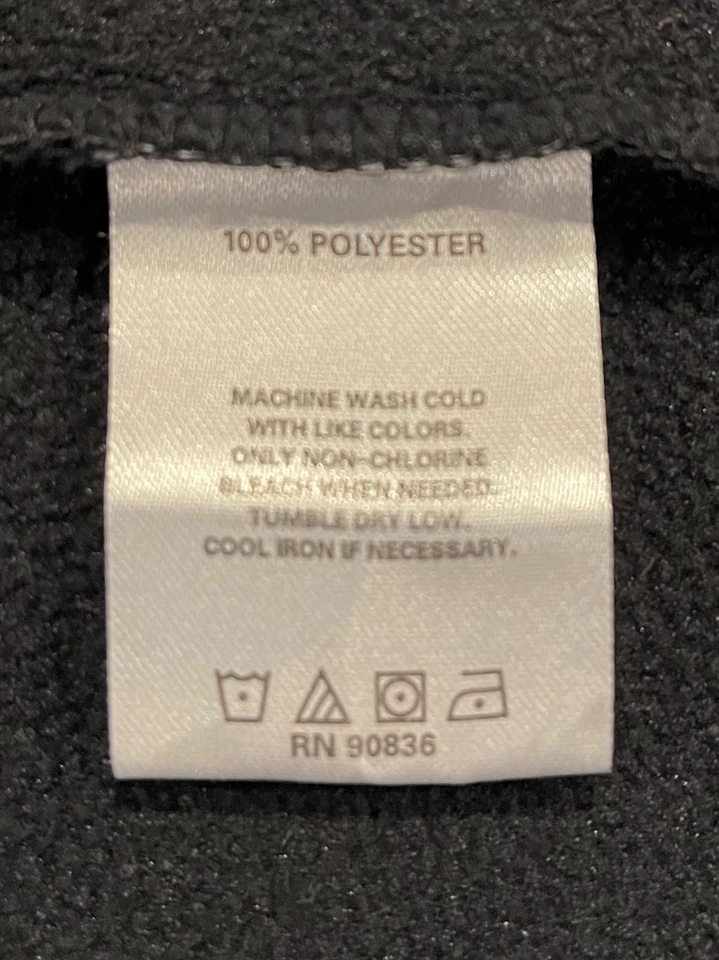 100% POLYESTER
MACHINE WASH COLD
WITH LIKE COLORS.
ONLY NON-CHLORINE
BLEACH WHEN NEEDED.
TUMBLE DRY LOW.
COOL IRON IF NECESSARY.
RN 90836